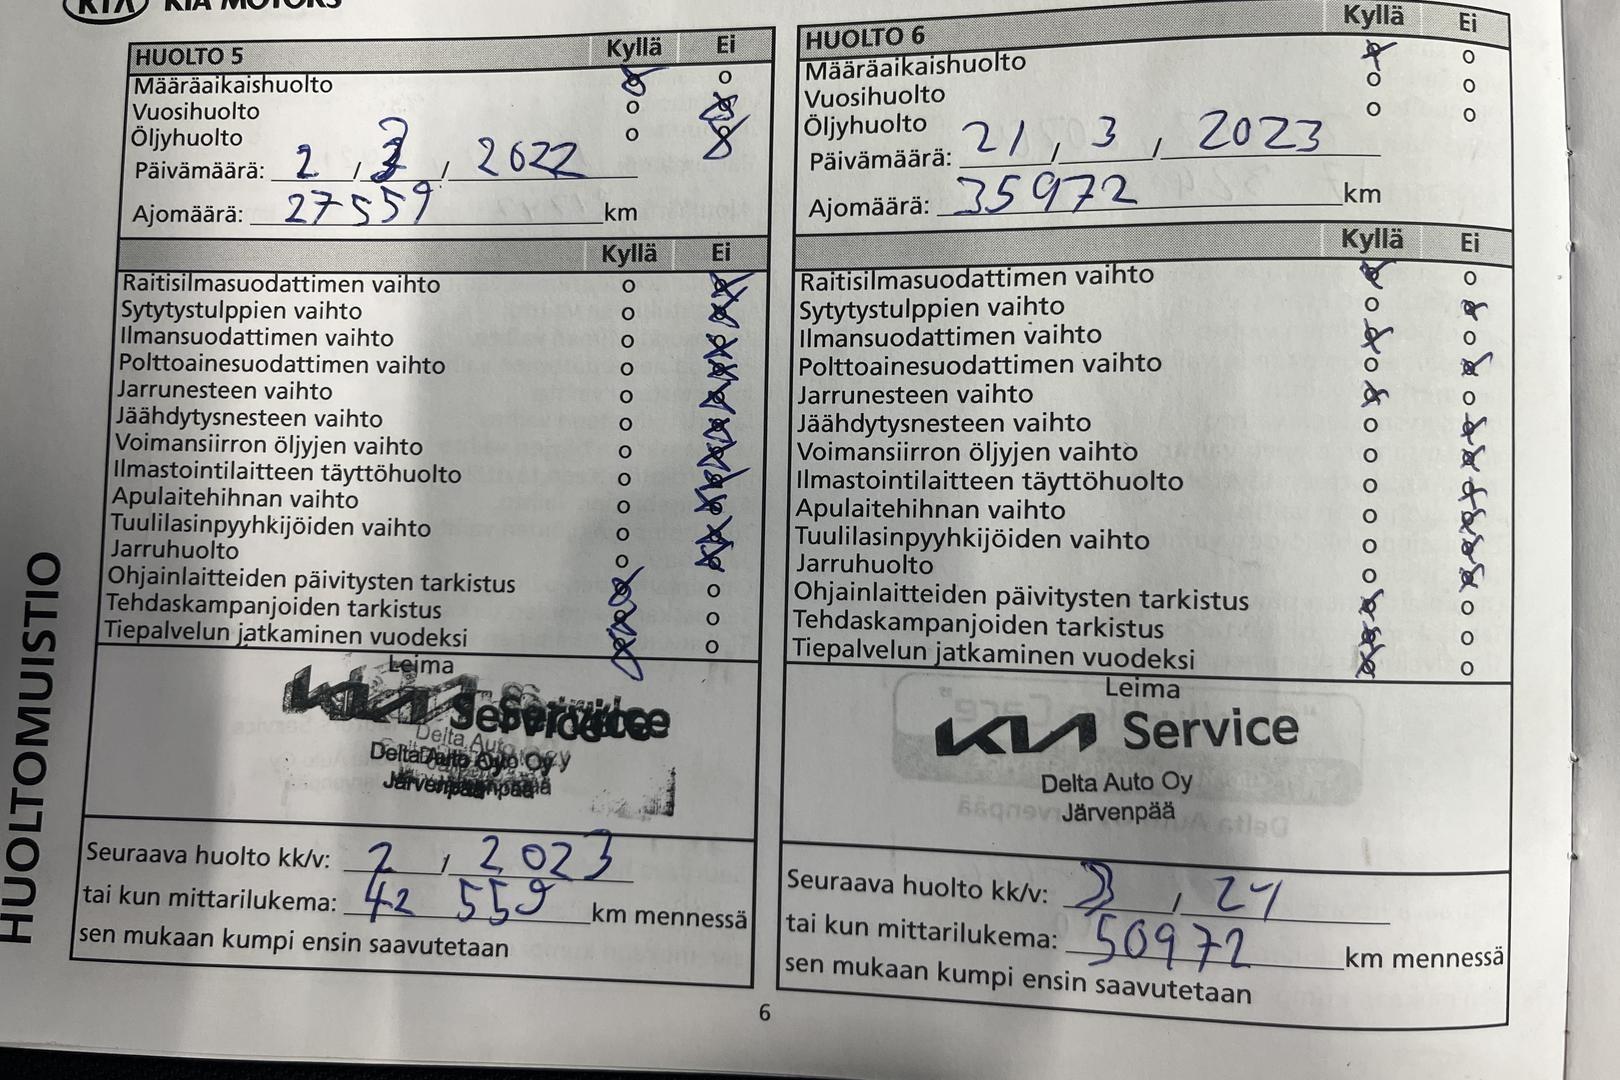 KIA KIA MOTORS
HUOLTOMUISTIO
HUOLTO 5 Kyllä Ei
Määräaikaishuolto o
Vuosihuolto o
Öljyhuolto o
Päivämäärä: 2 / / 2022
Ajomäärä: 27559 km
Kyllä Ei
Raitisilmasuodattimen vaihto o
Sytytystulppien vaihto o
Ilmansuodattimen vaihto o
Polttoainesuodattimen vaihto o
Jarrunesteen vaihto o
Jäähdytysnesteen vaihto o
Voimansiirron öljyjen vaihto o
Ilmastointilaitteen täyttöhuolto o
Apulaitehihnan vaihto o
Tuulilasinpyyhkijöiden vaihto o
Jarruhuolto o
Ohjainlaitteiden päivitysten tarkistus o
Tehdaskampanjoiden tarkistus o
Tiepalvelun jatkaminen vuodeksi o
Leima
KIA Service
Delta Auto Oy
Järvenpää
Seuraava huolto kk/v: 2 / 2023
tai kun mittarilukema: 42 559 km mennessä
sen mukaan kumpi ensin saavutetaan
HUOLTO 6 Kyllä Ei
Määräaikaishuolto o
Vuosihuolto o o
Öljyhuolto o o
Päivämäärä: 21 / 3 / 2023
Ajomäärä: 35972 km
Kyllä Ei
Raitisilmasuodattimen vaihto o
Sytytystulppien vaihto o
Ilmansuodattimen vaihto o
Polttoainesuodattimen vaihto o
Jarrunesteen vaihto o
Jäähdytysnesteen vaihto o
Voimansiirron öljyjen vaihto o
Ilmastointilaitteen täyttöhuolto o
Apulaitehihnan vaihto o
Tuulilasinpyyhkijöiden vaihto o
Jarruhuolto o
Ohjainlaitteiden päivitysten tarkistus o
Tehdaskampanjoiden tarkistus o
Tiepalvelun jatkaminen vuodeksi o
Leima
KIA Service
Delta Auto Oy
Järvenpää
Seuraava huolto kk/v: 3 / 24
tai kun mittarilukema: 50972 km mennessä
sen mukaan kumpi ensin saavutetaan
6